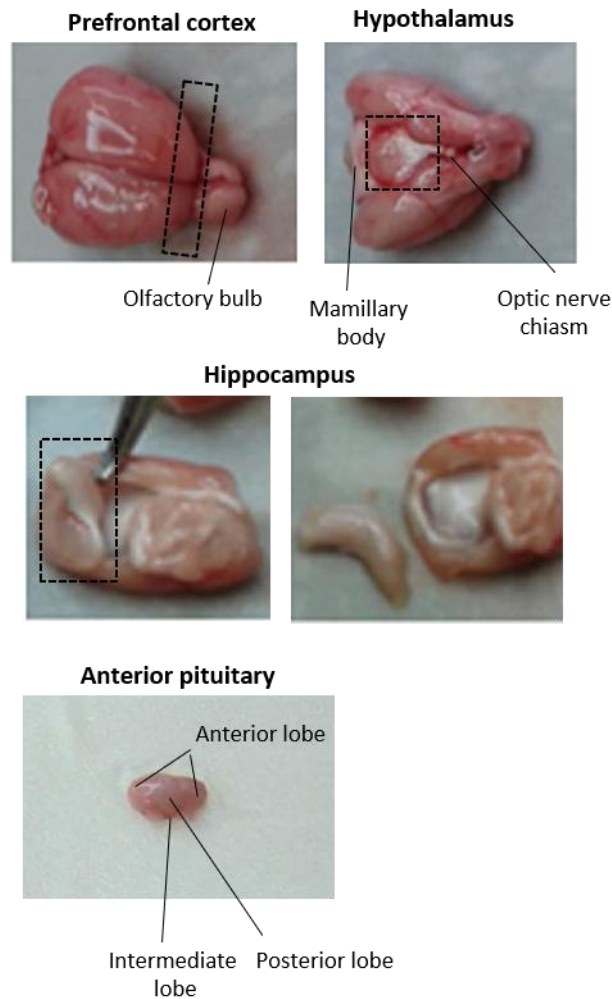 Prefrontal cortex
Hypothalamus
Olfactory bulb
Mamillary
body
Optic nerve
chiasm
Hippocampus
Anterior pituitary
Anterior lobe
Intermediate
lobe
Posterior lobe